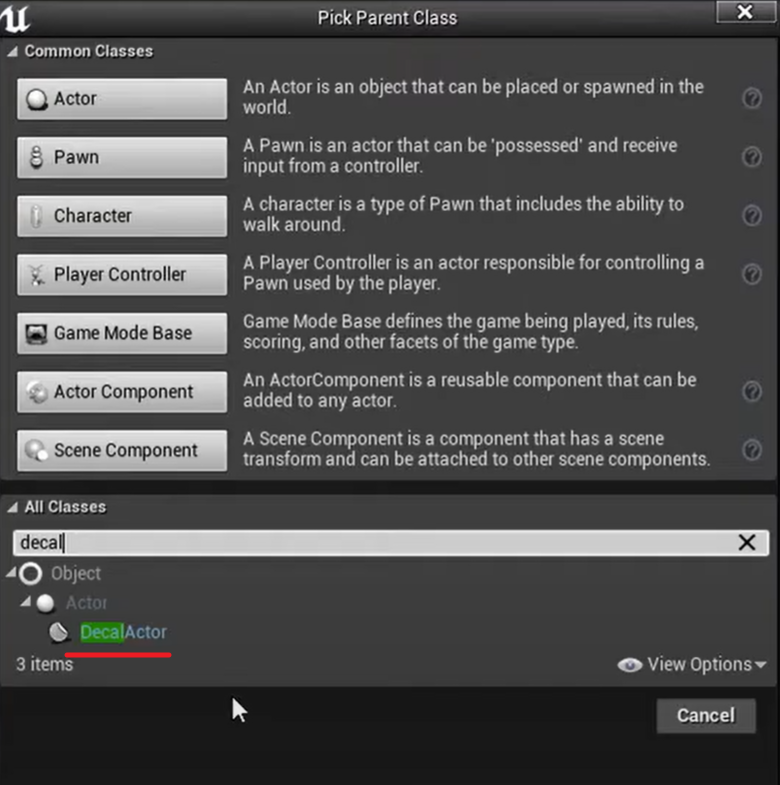 Pick Parent Class
Common Classes
Actor
An Actor is an object that can be placed or spawned in the
world.
Pawn
A Pawn is an actor that can be 'possessed' and receive
input from a controller.
Character
A character is a type of Pawn that includes the ability to
walk around.
Player Controller
A Player Controller is an actor responsible for controlling a
Pawn used by the player.
Game Mode Base
Game Mode Base defines the game being played, its rules,
scoring, and other facets of the game type.
Actor Component
An ActorComponent is a reusable component that can be
added to any actor.
Scene Component
A Scene Component is a component that has a scene
transform and can be attached to other scene components.
All Classes
decal
Object
Actor
DecalActor
3 items
View Options
Cancel